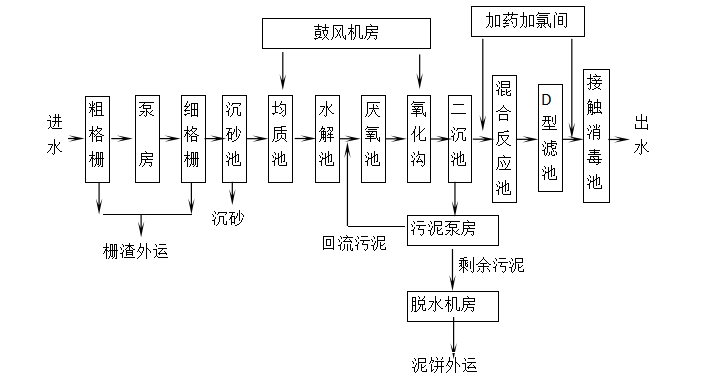 鼓风机房
加药加氯间
进水
粗格栅
泵房
细格栅
沉砂池
均质池
水解池
厌氧池
氧化沟
二沉池
混合反应池
D型滤池
接触消毒池
出水
沉砂
栅渣外运
回流污泥
污泥泵房
剩余污泥
脱水机房
泥饼外运